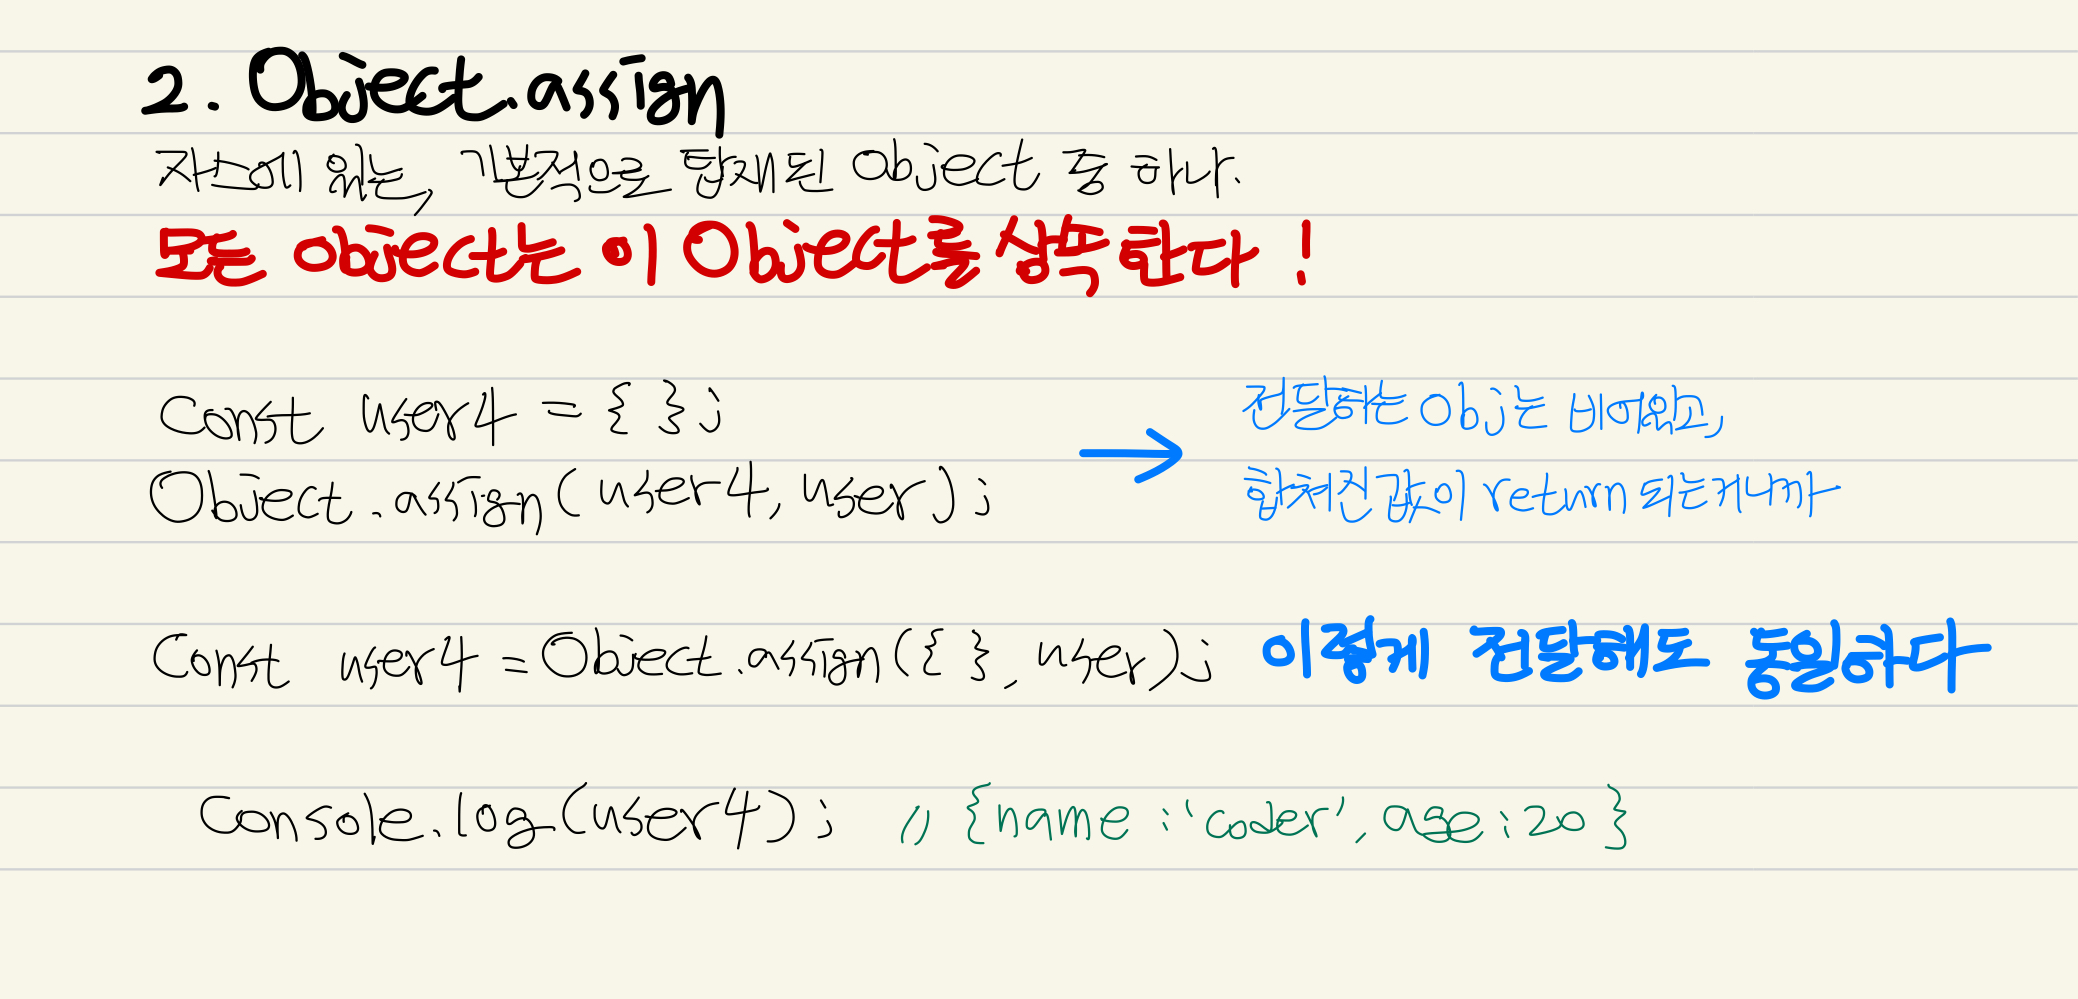 2. Object.assign
자스에 있는, 기본적으로 탑재된 Object 중 하나.
모든 object는 이 Object를 상속한다!
Const user4 = { };
전달하는 Obj는 비어있고,
Object.assign(user4, user);
합쳐진 값이 return 되는거니까
Const user4 = Object.assign({ }, user); 이렇게 전달해도 동일하다
Console.log(user4); // {name : 'coder', age : 20 }